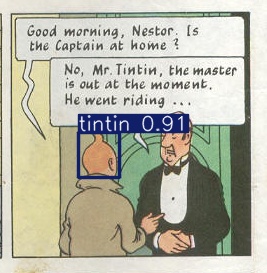 Good morning, Nestor. Is
the Captain at home ?
No, Mr. Tintin, the master
is out at the moment.
He went riding ...
tintin 0.91